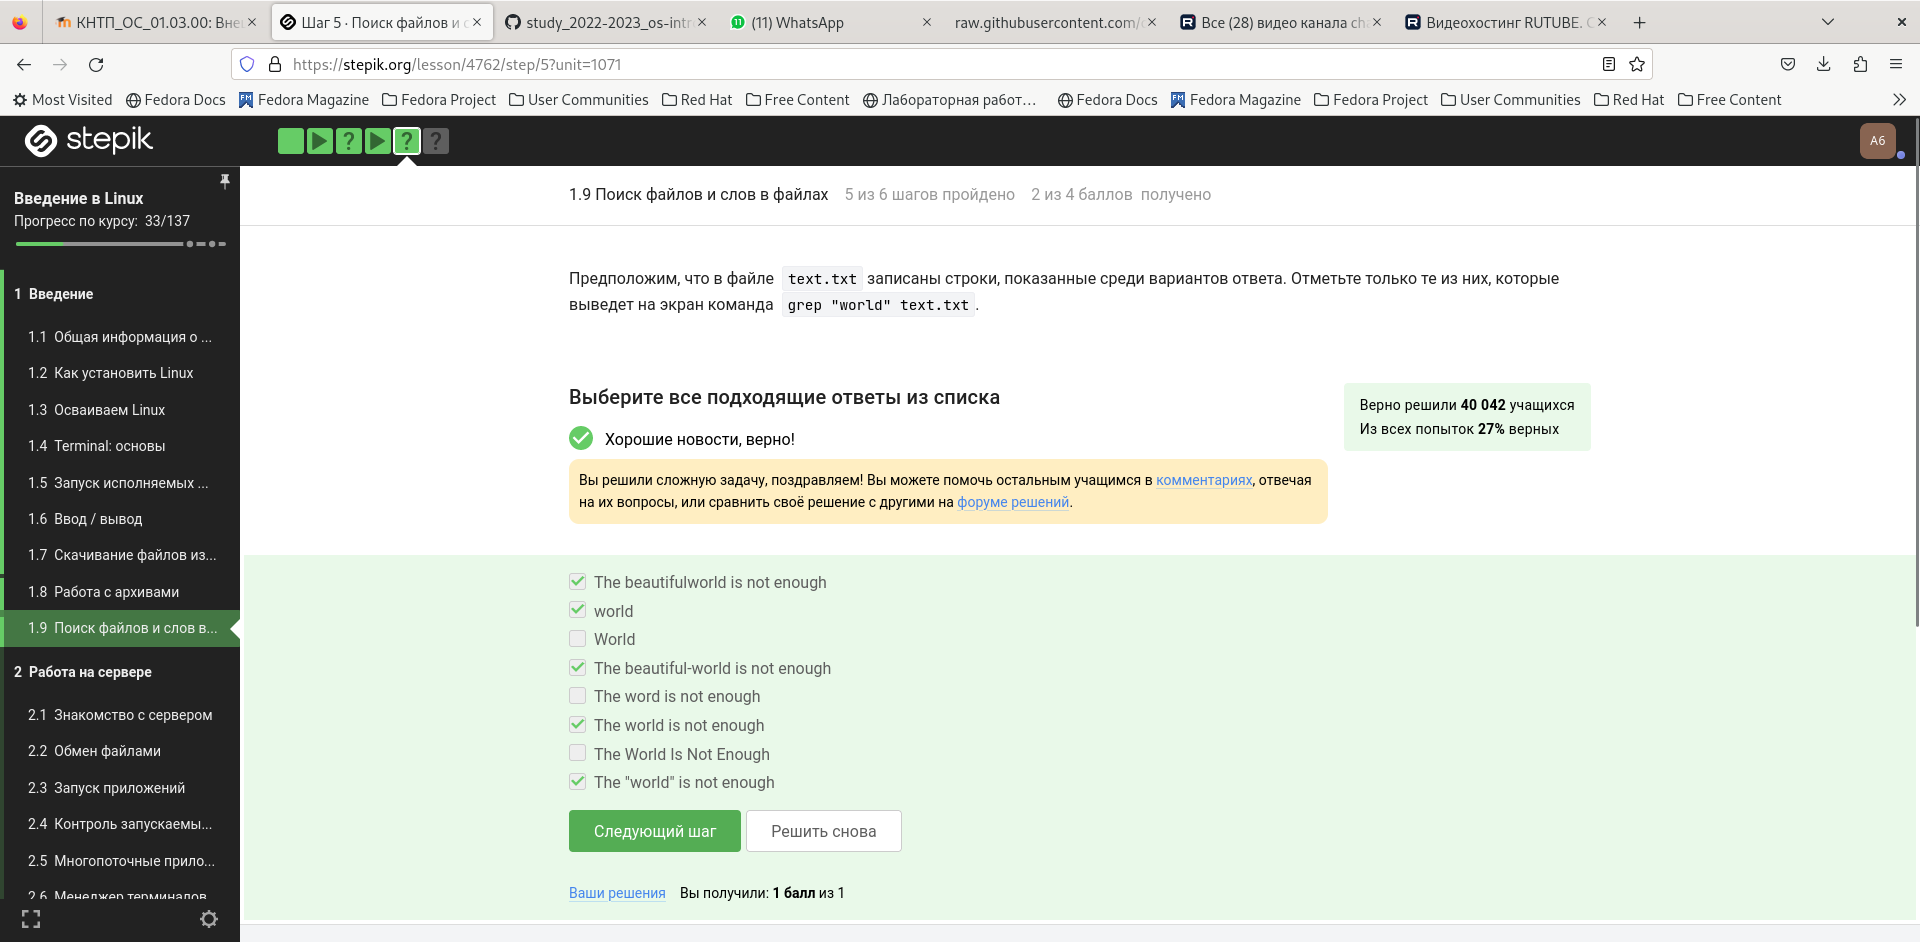 КНТП_ОС_01.03.00: Вне
Шаг 5 · Поиск файлов и с
study_2022-2023_os-intr
(11) WhatsApp
raw.githubusercontent.com/
Все (28) видео канала ch
Видеохостинг RUTUBE. С
https://stepik.org/lesson/4762/step/5?unit=1071
Most Visited
Fedora Docs
Fedora Magazine
Fedora Project
User Communities
Red Hat
Free Content
Лабораторная работ…
Fedora Docs
Fedora Magazine
Fedora Project
User Communities
Red Hat
Free Content
stepik
A6
Введение в Linux
Прогресс по курсу: 33/137
1 Введение
1.1 Общая информация о ...
1.2 Как установить Linux
1.3 Осваиваем Linux
1.4 Terminal: основы
1.5 Запуск исполняемых ...
1.6 Ввод / вывод
1.7 Скачивание файлов из...
1.8 Работа с архивами
1.9 Поиск файлов и слов в...
2 Работа на сервере
2.1 Знакомство с сервером
2.2 Обмен файлами
2.3 Запуск приложений
2.4 Контроль запускаемы...
2.5 Многопоточные прило...
2.6 Менеджер терминалов
1.9 Поиск файлов и слов в файлах 5 из 6 шагов пройдено 2 из 4 баллов получено
Предположим, что в файле text.txt записаны строки, показанные среди вариантов ответа. Отметьте только те из них, которые
выведет на экран команда grep "world" text.txt.
Выберите все подходящие ответы из списка
Хорошие новости, верно!
Верно решили 40 042 учащихся
Из всех попыток 27% верных
Вы решили сложную задачу, поздравляем! Вы можете помочь остальным учащимся в комментариях, отвечая
на их вопросы, или сравнить своё решение с другими на форуме решений.
The beautifulworld is not enough
world
World
The beautiful-world is not enough
The word is not enough
The world is not enough
The World Is Not Enough
The "world" is not enough
Следующий шаг
Решить снова
Ваши решения Вы получили: 1 балл из 1